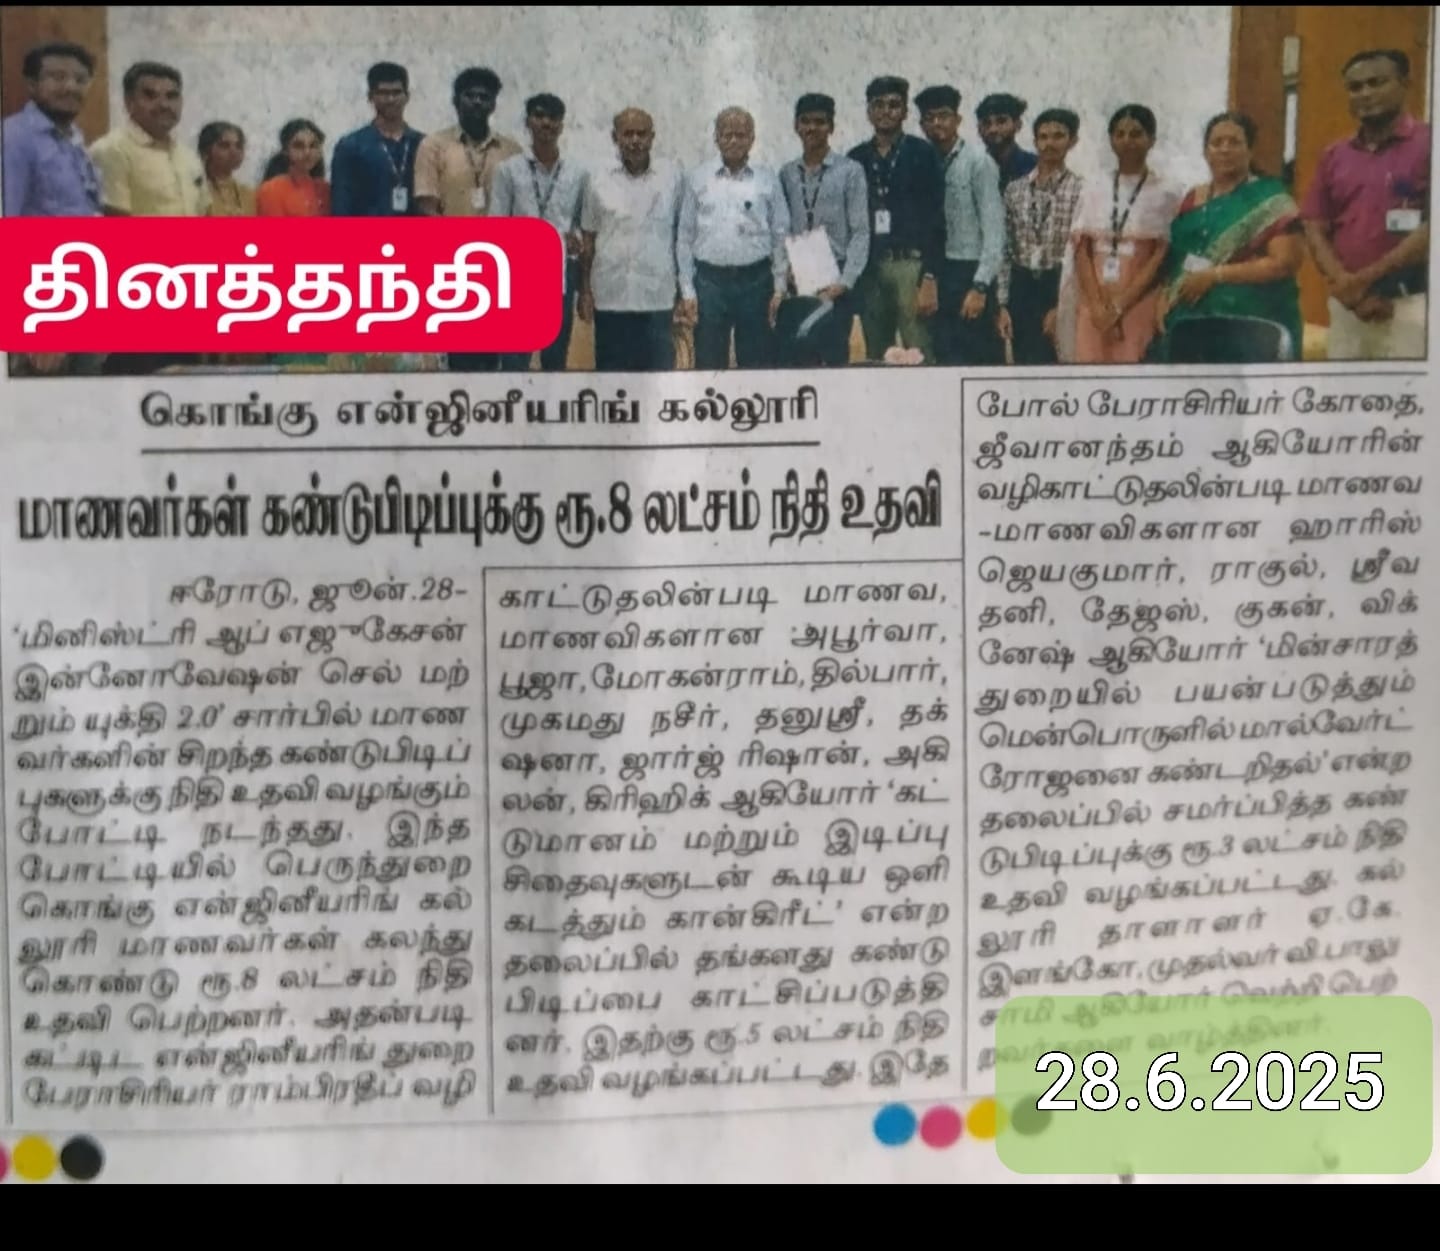 தினத்தந்தி
கொங்கு என்ஜினீயரிங் கல்லூரி
மாணவர்கள் கண்டுபிடிப்புக்கு ரூ.8 லட்சம் நிதி உதவி
ஈரோடு, ஜூன்.28-
'மினிஸ்ட்ரி ஆப் எஜுகேசன்
இன்னோவேஷன் செல் மற்
றும் யுக்தி 2.0' சார்பில் மாண
வர்களின் சிறந்த கண்டுபிடிப்
புகளுக்கு நிதி உதவி வழங்கும்
போட்டி நடந்தது. இந்த
போட்டியில் பெருந்துறை
கொங்கு என்ஜினீயரிங் கல்
லூரி மாணவர்கள் கலந்து
கொண்டு ரூ.8 லட்சம் நிதி
உதவி பெற்றனர். அதன்படி
கட்டிட என்ஜினீயரிங் துறை
பேராசிரியர் ராம்பிரதீப் வழி
காட்டுதலின்படி மாணவ,
மாணவிகளான அபூர்வா,
பூஜா, மோகன்ராம், தில்பார்,
முகமது நசீர், தனுஸ்ரீ, தக்
ஷனா, ஜார்ஜ் ரிஷான், அகி
லன், கிரிஹிக் ஆகியோர் 'கட்
டுமானம் மற்றும் இடிப்பு
சிதைவுகளுடன் கூடிய ஒளி
கடத்தும் கான்கிரீட்' என்ற
தலைப்பில் தங்களது கண்டு
பிடிப்பை காட்சிப்படுத்தி
னர். இதற்கு ரூ.5 லட்சம் நிதி
உதவி வழங்கப்பட்டது. இதே
போல் பேராசிரியர் கோதை,
ஜீவானந்தம் ஆகியோரின்
வழிகாட்டுதலின்படி மாணவ
-மாணவிகளான ஹாரிஸ்
ஜெயகுமார், ராகுல், ஸ்ரீவ
தனி, தேஜஸ், குகன், விக்
னேஷ் ஆகியோர் 'மின்சாரத்
துறையில் பயன்படுத்தும்
மென்பொருளில் மால்வேர்ட்
ரோஜனை கண்டறிதல்' என்ற
தலைப்பில் சமர்ப்பித்த கண்
டுபிடிப்புக்கு ரூ.3 லட்சம் நிதி
உதவி வழங்கப்பட்டது. கல்
லூரி தாளாளர் ஏ.கே.
இளங்கோ, முதல்வர் வி.பாலு
சாமி ஆகியோர் வெற்றி பெற்
றவர்களை வாழ்த்தினர்.
28.6.2025